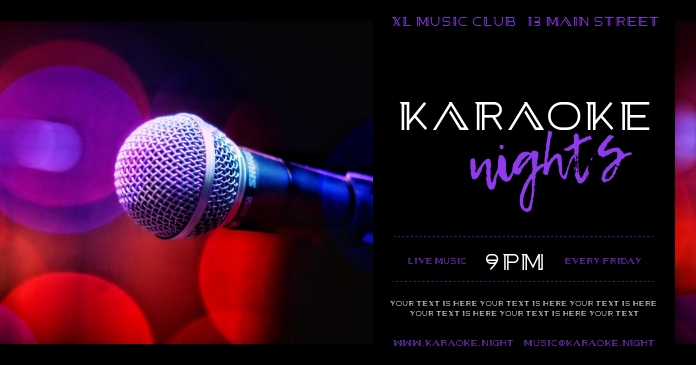 XL MUSIC CLUB 13 MAIN STREET
KARAOKE
nights
LIVE MUSIC 9PM EVERY FRIDAY
YOUR TEXT IS HERE YOUR TEXT IS HERE YOUR TEXT IS HERE
YOUR TEXT IS HERE YOUR TEXT IS HERE YOUR TEXT
WWW.KARAOKE.NIGHT MUSIC@KARAOKE.NIGHT